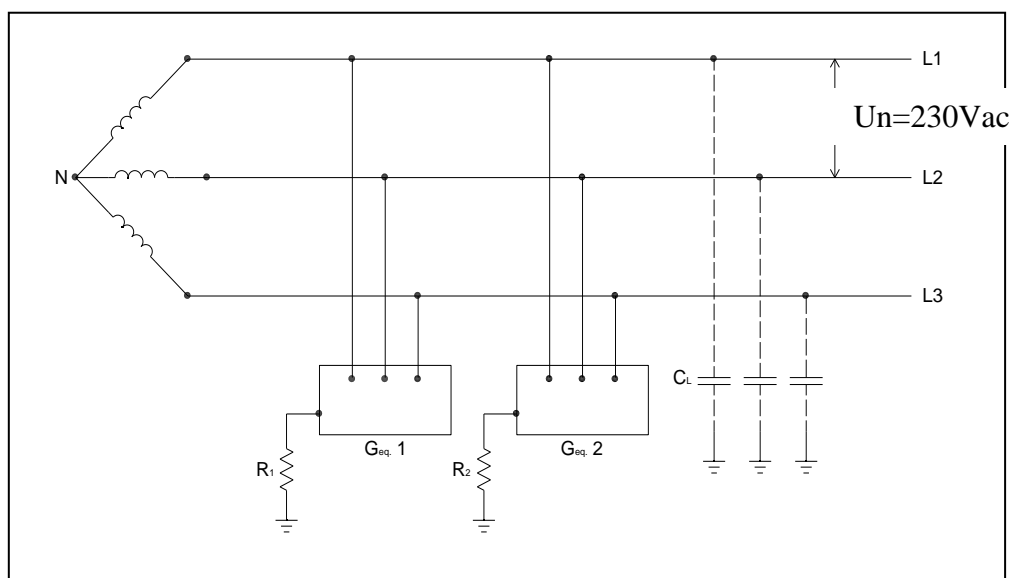 L1
Un=230Vac
N
L2
L3
CL
Geq. 1
Geq. 2
R1
R2